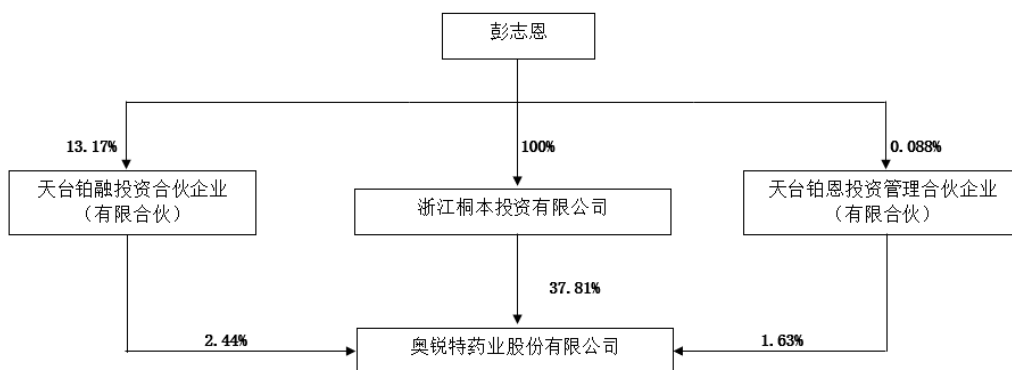 彭志恩
13.17%
100%
0.088%
天台铂融投资合伙企业
（有限合伙）
浙江桐本投资有限公司
天台铂恩投资管理合伙企业
（有限合伙）
37.81%
2.44%
奥锐特药业股份有限公司
1.63%